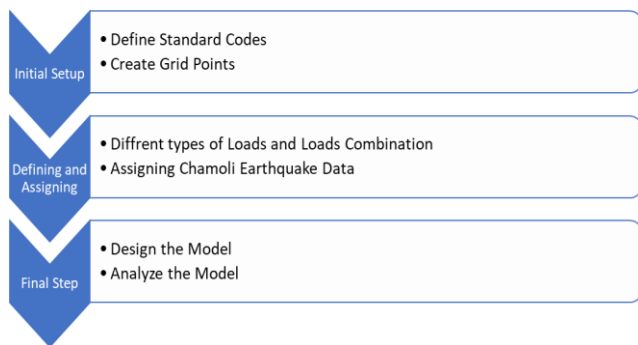 Initial Setup
• Define Standard Codes
• Create Grid Points
Defining and
Assigning
• Diffrent types of Loads and Loads Combination
• Assigning Chamoli Earthquake Data
Final Step
• Design the Model
• Analyze the Model